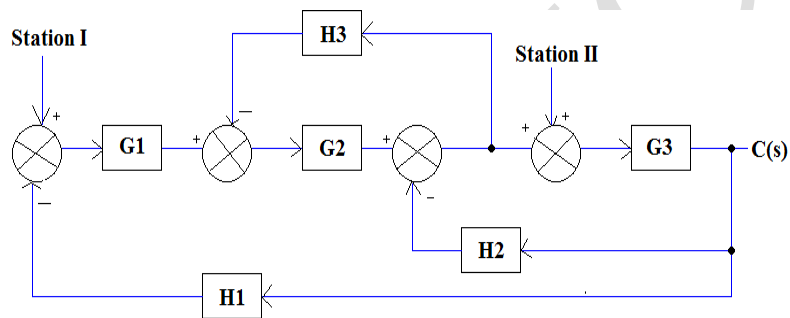 H3
Station I
Station II
+
−
+
+
G1
+
G2
+
+
G3
C(s)
−
−
H2
H1